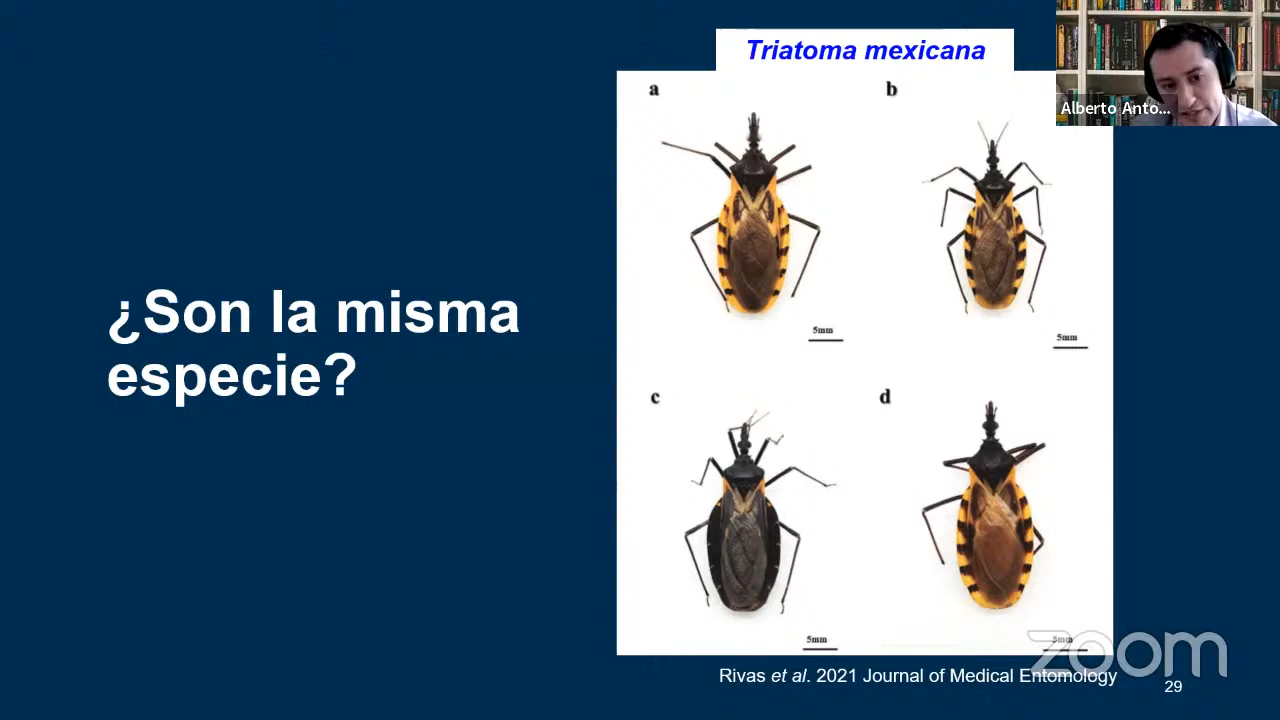 Triatoma mexicana
Alberto Anto...
a
b
5mm
5mm
¿Son la misma
especie?
c
d
5mm
5mm
Rivas et al. 2021 Journal of Medical Entomology
zoom
29